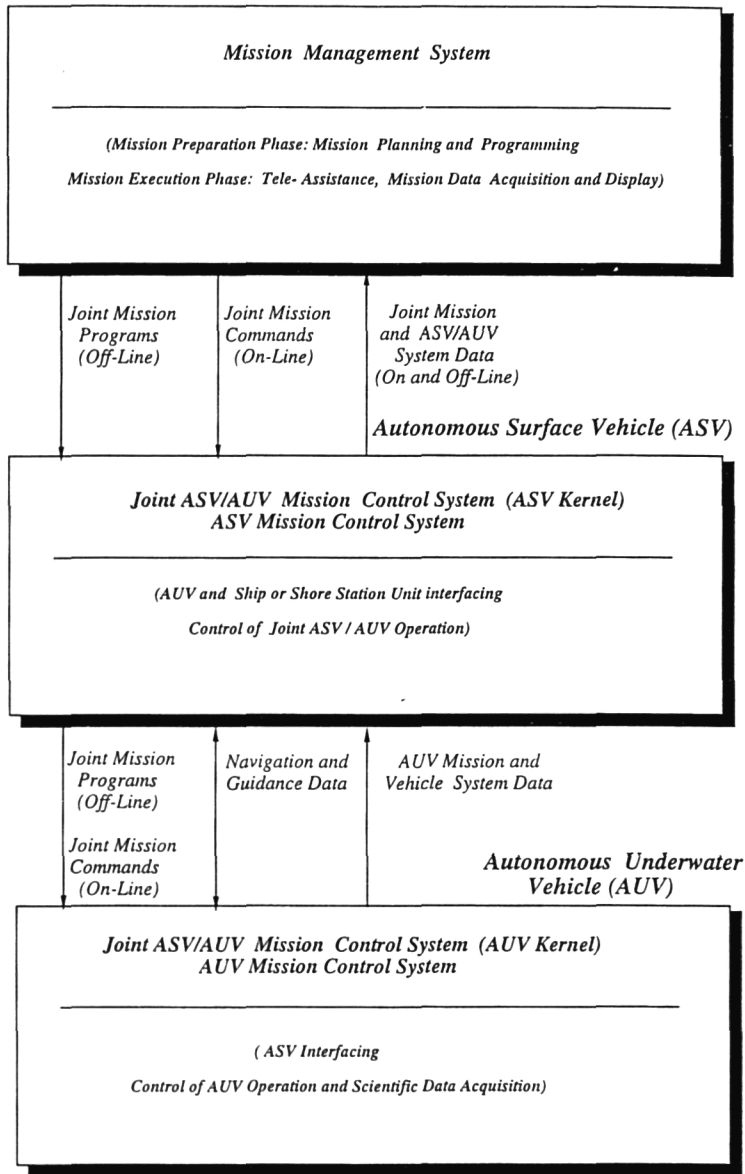 Mission Management System
(Mission Preparation Phase: Mission Planning and Programming
Mission Execution Phase: Tele- Assistance, Mission Data Acquisition and Display)
Joint Mission
Programs
(Off-Line)
Joint Mission
Commands
(On-Line)
Joint Mission
and ASV/AUV
System Data
(On and Off-Line)
Autonomous Surface Vehicle (ASV)
Joint ASV/AUV Mission Control System (ASV Kernel)
ASV Mission Control System
(AUV and Ship or Shore Station Unit interfacing
Control of Joint ASV / AUV Operation)
Joint Mission
Programs
(Off-Line)
Joint Mission
Commands
(On-Line)
Navigation and
Guidance Data
AUV Mission and
Vehicle System Data
Autonomous Underwater
Vehicle (AUV)
Joint ASV/AUV Mission Control System (AUV Kernel)
AUV Mission Control System
( ASV Interfacing
Control of AUV Operation and Scientific Data Acquisition)